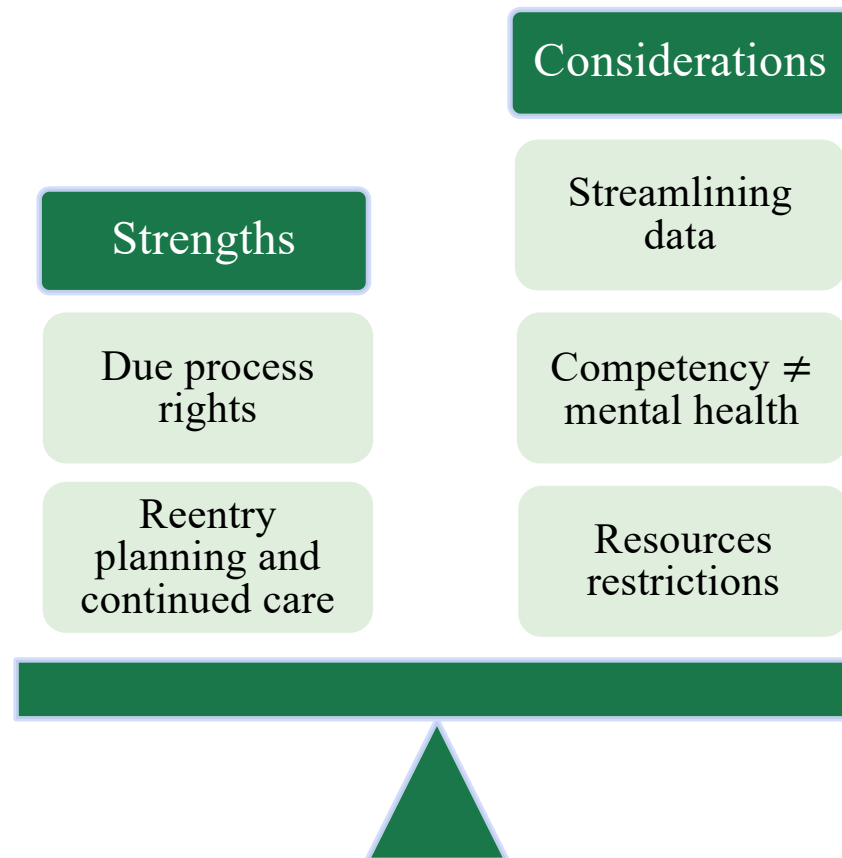 Strengths
Due process
rights
Reentry
planning and
continued care
Considerations
Streamlining
data
Competency ≠
mental health
Resources
restrictions